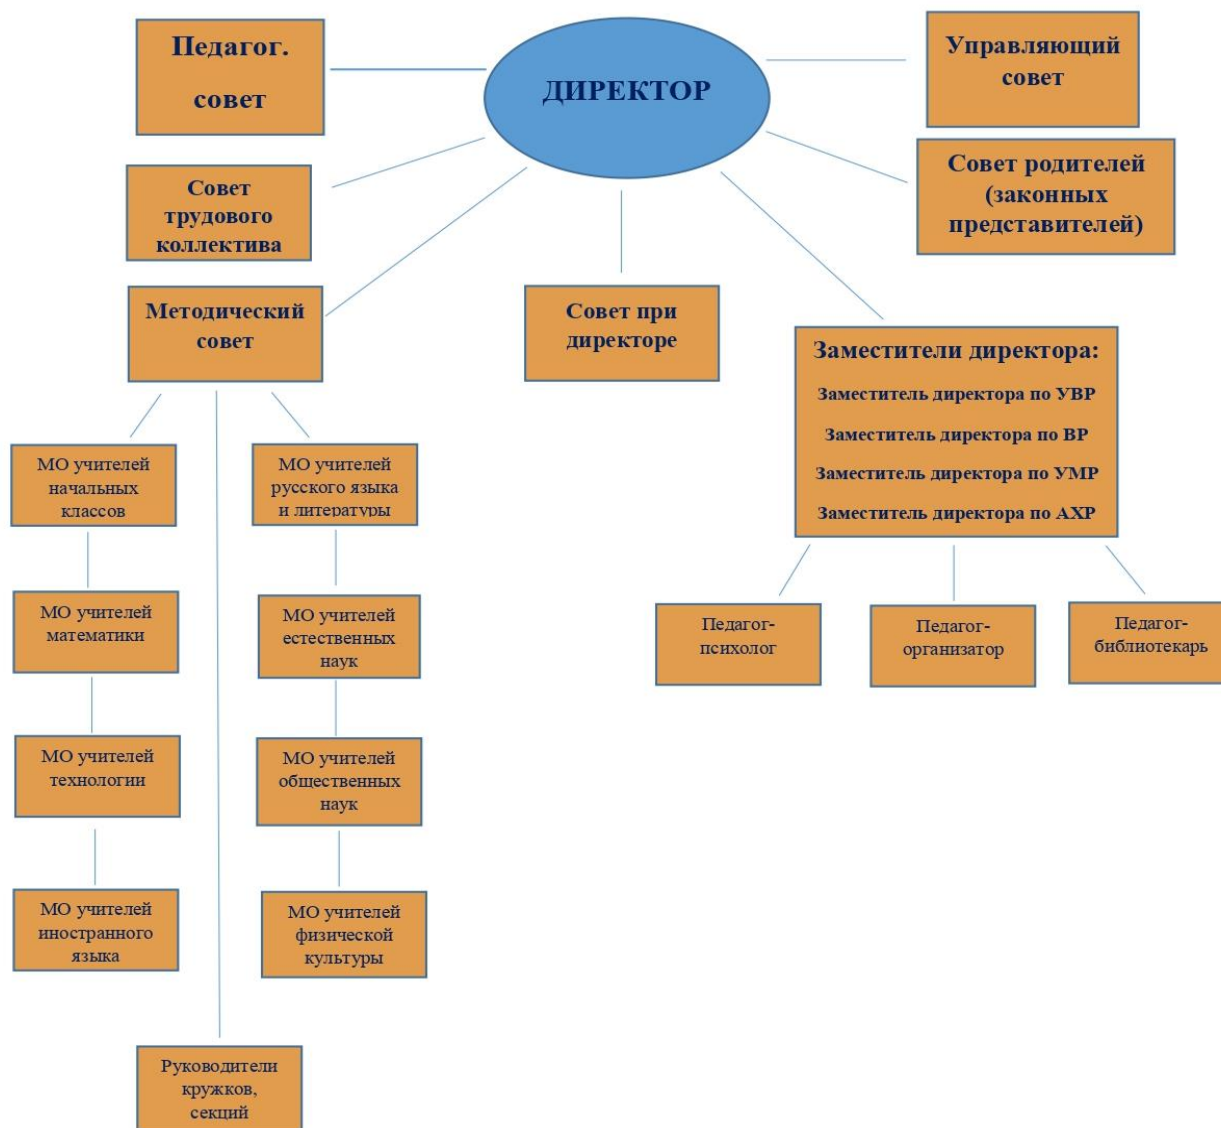 Педагог.
совет
ДИРЕКТОР
Управляющий
совет
Совет
трудового
коллектива
Совет родителей
(законных
представителей)
Методический
совет
Совет при
директоре
Заместители директора:
Заместитель директора по УВР
Заместитель директора по ВР
Заместитель директора по УМР
Заместитель директора по АХР
МО учителей
начальных
классов
МО учителей
русского языка
и литературы
МО учителей
математики
МО учителей
естественных
наук
Педагог-
психолог
Педагог-
организатор
Педагог-
библиотекарь
МО учителей
технологии
МО учителей
общественных
наук
МО учителей
иностранного
языка
МО учителей
физической
культуры
Руководители
кружков,
секций